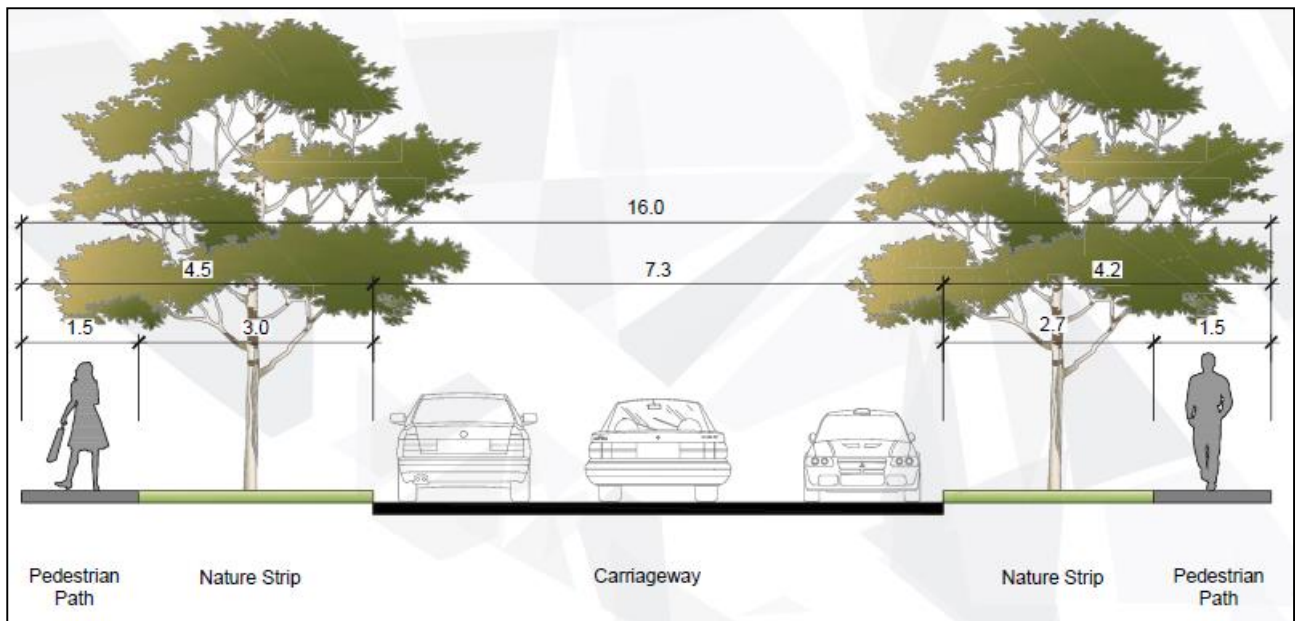 16.0
4.5
7.3
4.2
1.5
3.0
2.7
1.5
Pedestrian
Path
Nature Strip
Carriageway
Nature Strip
Pedestrian
Path